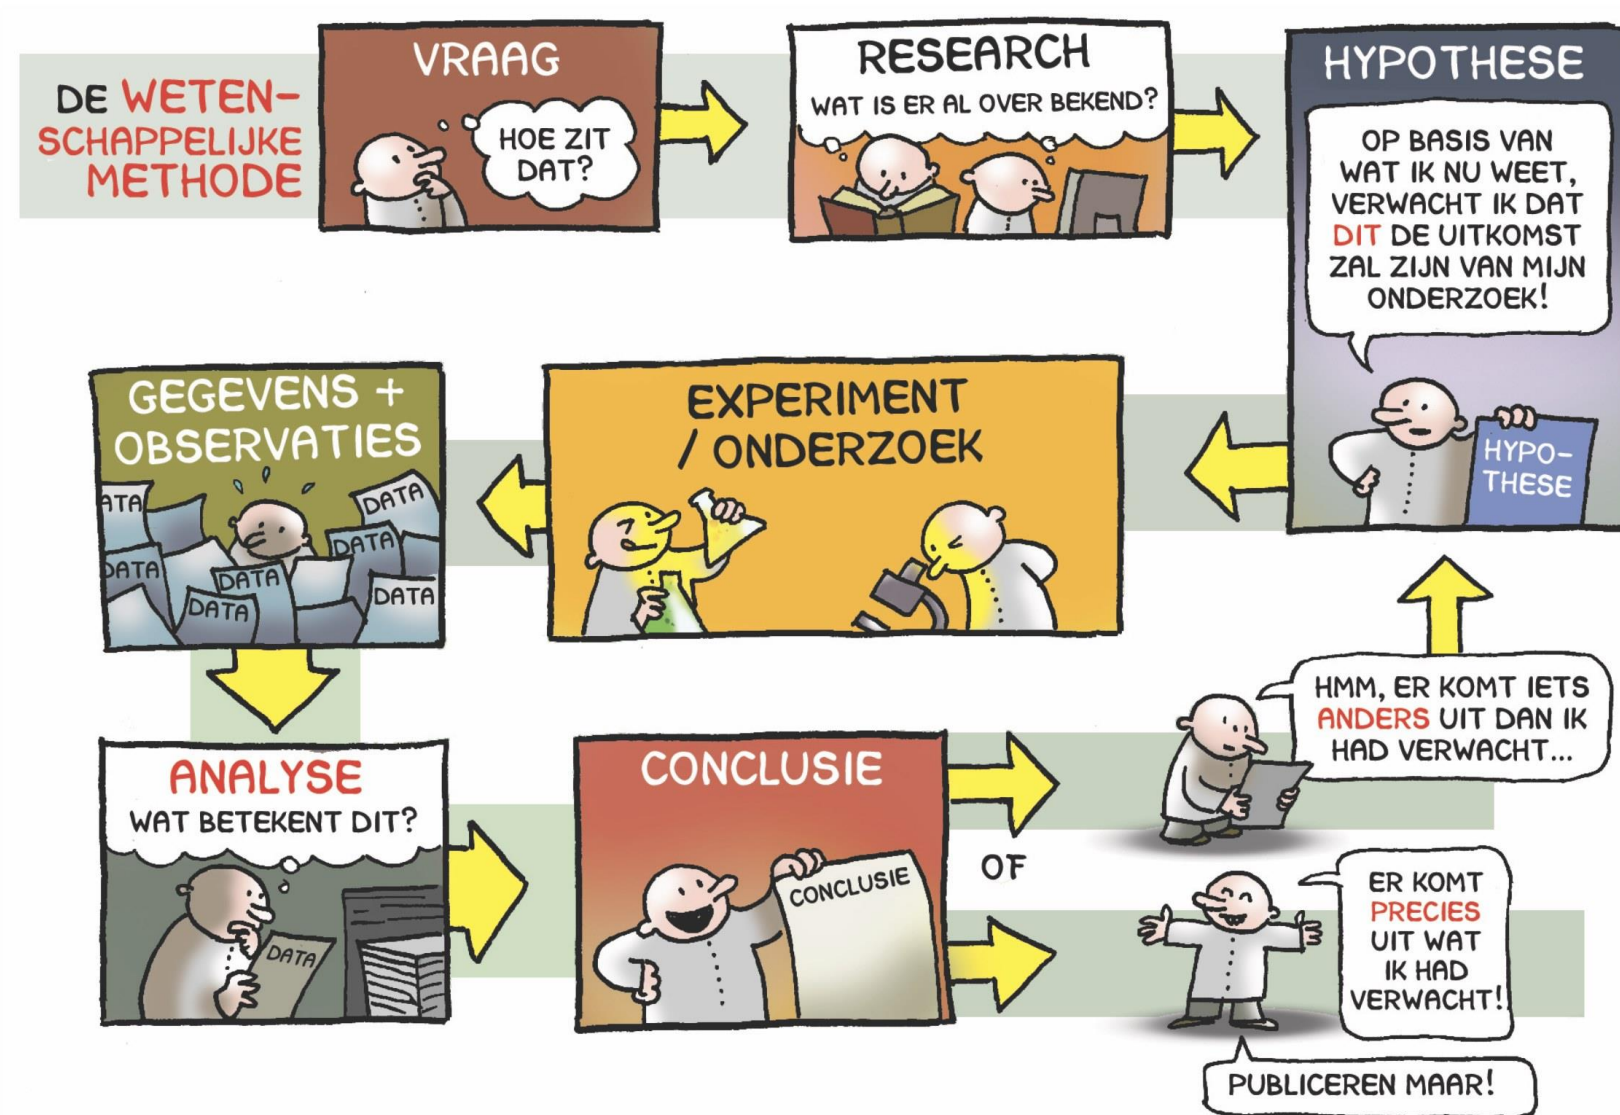 DE WETEN-
SCHAPPELIJKE
METHODE
VRAAG
HOE ZIT
DAT?
RESEARCH
WAT IS ER AL OVER BEKEND?
HYPOTHESE
OP BASIS VAN
WAT IK NU WEET,
VERWACHT IK DAT
DIT DE UITKOMST
ZAL ZIJN VAN MIJN
ONDERZOEK!
HYPO-
THESE
EXPERIMENT
/ ONDERZOEK
GEGEVENS +
OBSERVATIES
ATA
DATA
DATA
DATA
DATA
DATA
DATA
ANALYSE
WAT BETEKENT DIT?
DATA
CONCLUSIE
CONCLUSIE
OF
HMM, ER KOMT IETS
ANDERS UIT DAN IK
HAD VERWACHT...
ER KOMT
PRECIES
UIT WAT
IK HAD
VERWACHT!
PUBLICEREN MAAR!